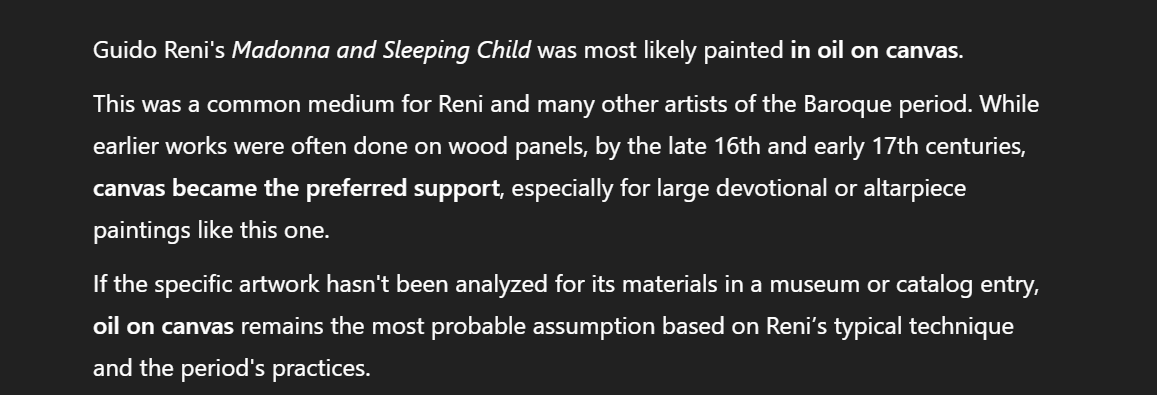 Guido Reni's Madonna and Sleeping Child was most likely painted in oil on canvas.
This was a common medium for Reni and many other artists of the Baroque period. While
earlier works were often done on wood panels, by the late 16th and early 17th centuries,
canvas became the preferred support, especially for large devotional or altarpiece
paintings like this one.
If the specific artwork hasn't been analyzed for its materials in a museum or catalog entry,
oil on canvas remains the most probable assumption based on Reni’s typical technique
and the period's practices.